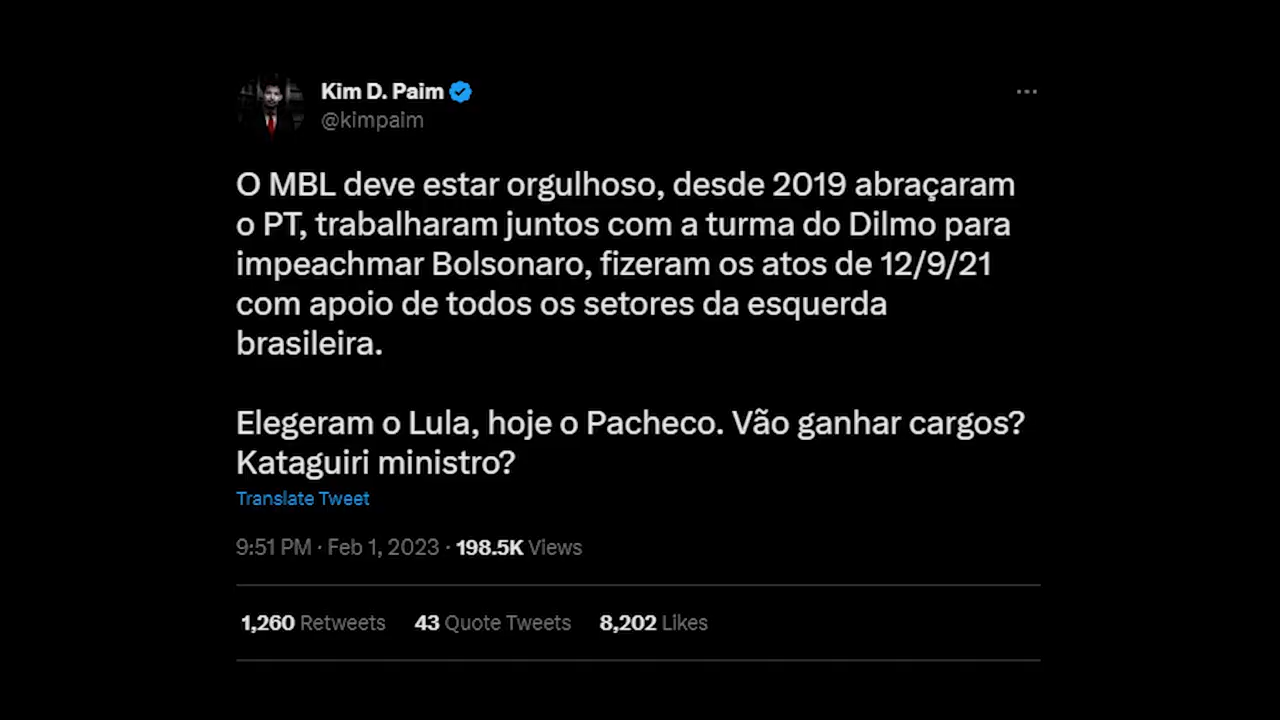 Kim D. Paim
@kimpaim
O MBL deve estar orgulhoso, desde 2019 abraçaram
o PT, trabalharam juntos com a turma do Dilmo para
impeachmar Bolsonaro, fizeram os atos de 12/9/21
com apoio de todos os setores da esquerda
brasileira.
Elegeram o Lula, hoje o Pacheco. Vão ganhar cargos?
Kataguiri ministro?
Translate Tweet
9:51 PM · Feb 1, 2023 · 198.5K Views
1,260 Retweets 43 Quote Tweets 8,202 Likes